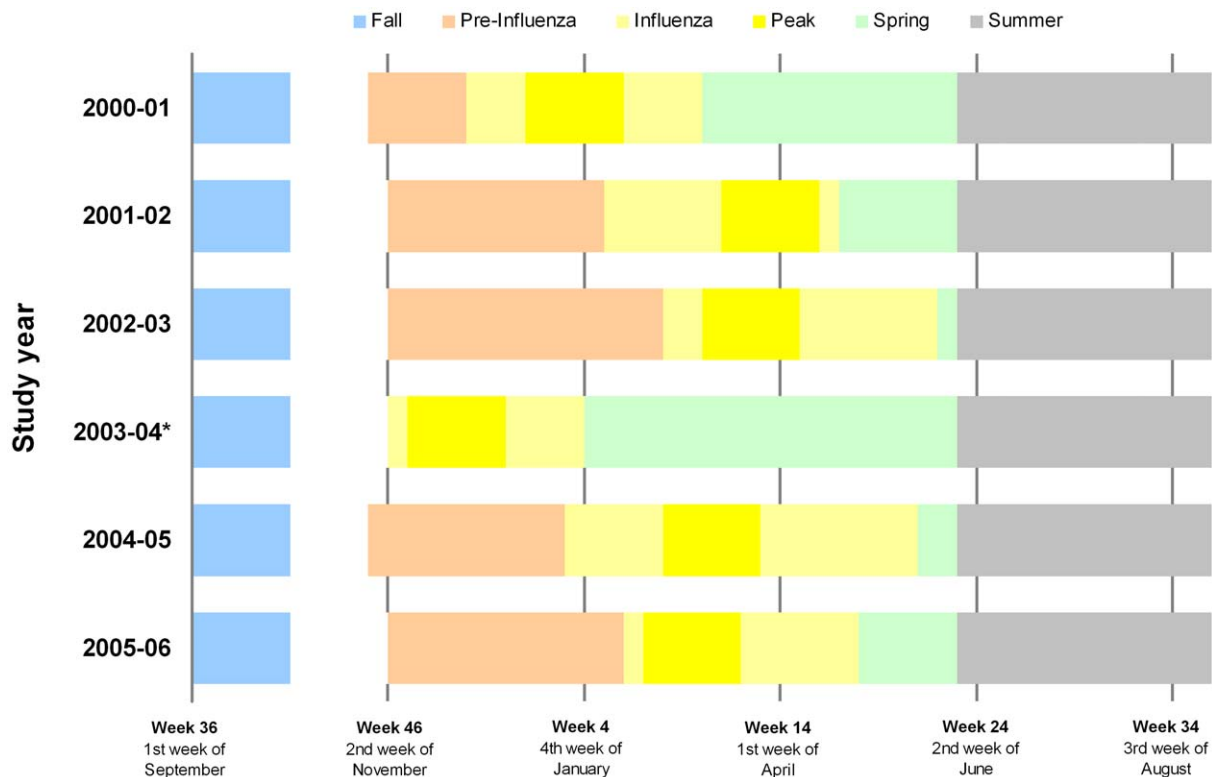 Fall Pre-Influenza Influenza Peak Spring Summer
Study year
2000-01
2001-02
2002-03
2003-04*
2004-05
2005-06
Week 36 Week 46 Week 4 Week 14 Week 24 Week 34
1st week of 2nd week of 4th week of 1st week of 2nd week of 3rd week of
September November January April June August